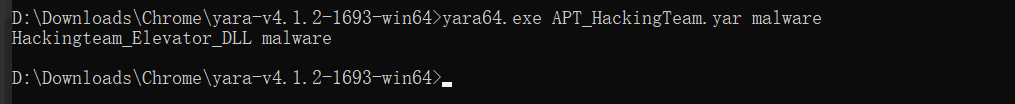 D:\Downloads\Chrome\yara-v4.1.2-1693-win64>yara64.exe APT_HackingTeam.yar malware
Hackingteam_Elevator_DLL malware
D:\Downloads\Chrome\yara-v4.1.2-1693-win64>